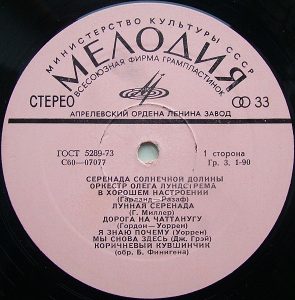 МИНИСТЕРСТВО КУЛЬТУРЫ СССР
МЕЛОДИЯ
ВСЕСОЮЗНАЯ ФИРМА ГРАМПЛАСТИНОК
СТЕРЕО 33
АПРЕЛЕВСКИЙ ОРДЕНА ЛЕНИНА ЗАВОД
ГОСТ 5289-73 1 сторона
С60—07077 Гр. 3. 1-90
СЕРЕНАДА СОЛНЕЧНОЙ ДОЛИНЫ
ОРКЕСТР ОЛЕГА ЛУНДСТРЕМА
В ХОРОШЕМ НАСТРОЕНИИ
(Гарланд—Разаф)
ЛУННАЯ СЕРЕНАДА
(Г. Миллер)
ДОРОГА НА ЧАТТАНУГУ
(Гордон—Уоррен)
Я ЗНАЮ ПОЧЕМУ (Уоррен)
МЫ СНОВА ЗДЕСЬ (Дж. Грэй)
КОРИЧНЕВЫЙ КУВШИНЧИК
(обр. Б. Финигена)